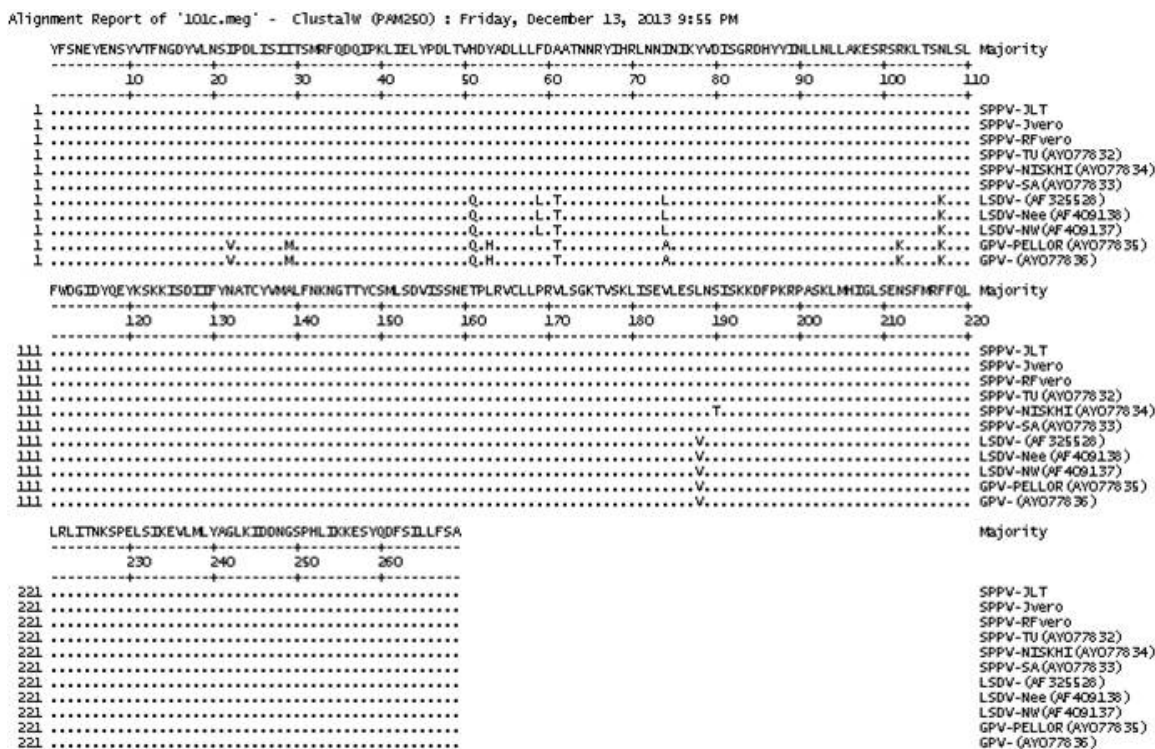 Alignment Report of '101c.meg' - ClustalW (PAM250) : Friday, December 13, 2013 9:55 PM
YFSNEYENSYVTFNGDYVLNSIPDLISIITSMRFQDQIPKLIELYPDLTVHDYADLLLFDAATNNRYIHRLNNINIKYVDISGRDHYYINLLNLLAKESRSRKLTSNLSL Majority
---------+---------+---------+---------+---------+---------+---------+---------+---------+---------+---------+
10 20 30 40 50 60 70 80 90 100 110
1 .............................................................................................................. SPPV-JLT
1 .............................................................................................................. SPPV-Jvero
1 .............................................................................................................. SPPV-RFvero
1 .............................................................................................................. SPPV-TU(AY077832)
1 .............................................................................................................. SPPV-NISKHI(AY077834)
1 .............................................................................................................. SPPV-SA(AY077833)
1 ..................................................Q.......L.T............L................................K... LSDV-(AF325528)
1 ..................................................Q.......L.T............L................................K... LSDV-Nee(AF409138)
1 ..................................................Q.......L.T............L................................K... LSDV-NW(AF409137)
1 .....................V......M.....................Q.H.......T............A...........................K....K... GPV-PELLOR(AY077835)
1 .....................V......M.....................Q.H.......T............A...........................K....K... GPV-(AY077836)
FWDGIDYQEYKSKKISDIIFYNATCYVMALFNKNGTTYCSMLSDVISSNETPLRVCLLPRVLSGKTVSKLISEVLESLNSISKKDFPKRPASKLMHIGLSENSFMRFFQL Majority
---------+---------+---------+---------+---------+---------+---------+---------+---------+---------+---------+
120 130 140 150 160 170 180 190 200 210 220
111 .............................................................................................................. SPPV-JLT
111 .............................................................................................................. SPPV-Jvero
111 .............................................................................................................. SPPV-RFvero
111 .............................................................................................................. SPPV-TU(AY077832)
111 ...............................................................................T.............................. SPPV-NISKHI(AY077834)
111 .............................................................................................................. SPPV-SA(AY077833)
111 .............................................................................V................................ LSDV-(AF325528)
111 .............................................................................V................................ LSDV-Nee(AF409138)
111 .............................................................................V................................ LSDV-NW(AF409137)
111 .............................................................................V................................ GPV-PELLOR(AY077835)
111 .............................................................................V................................ GPV-(AY077836)
LRLITNKSPELSIKEVLMLYAGLKIDDNGSPHLIKKESYQDFSILLFSA Majority
---------+---------+---------+---------+---------
230 240 250 260
221 ................................................. SPPV-JLT
221 ................................................. SPPV-Jvero
221 ................................................. SPPV-RFvero
221 ................................................. SPPV-TU(AY077832)
221 ................................................. SPPV-NISKHI(AY077834)
221 ................................................. SPPV-SA(AY077833)
221 ................................................. LSDV-(AF325528)
221 ................................................. LSDV-Nee(AF409138)
221 ................................................. LSDV-NW(AF409137)
221 ................................................. GPV-PELLOR(AY077835)
221 ................................................. GPV-(AY077836)